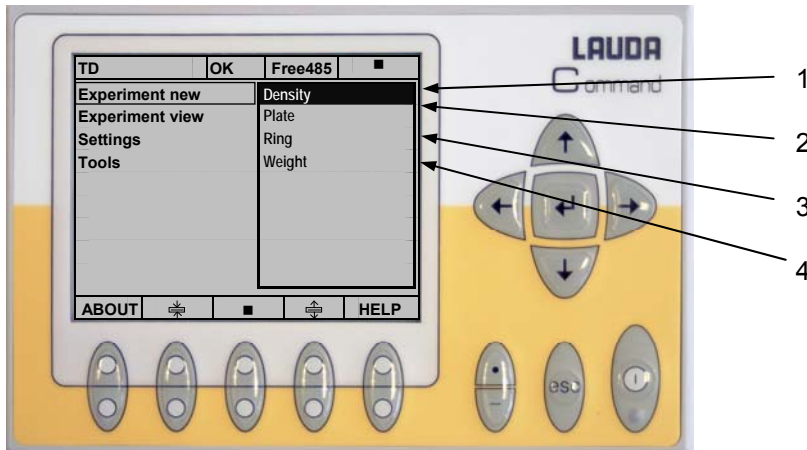 LAUDA
Command
TD OK Free485 ■
Experiment new Density
Experiment view Plate
Settings Ring
Tools Weight
ABOUT ■ HELP
esc
1
2
3
4